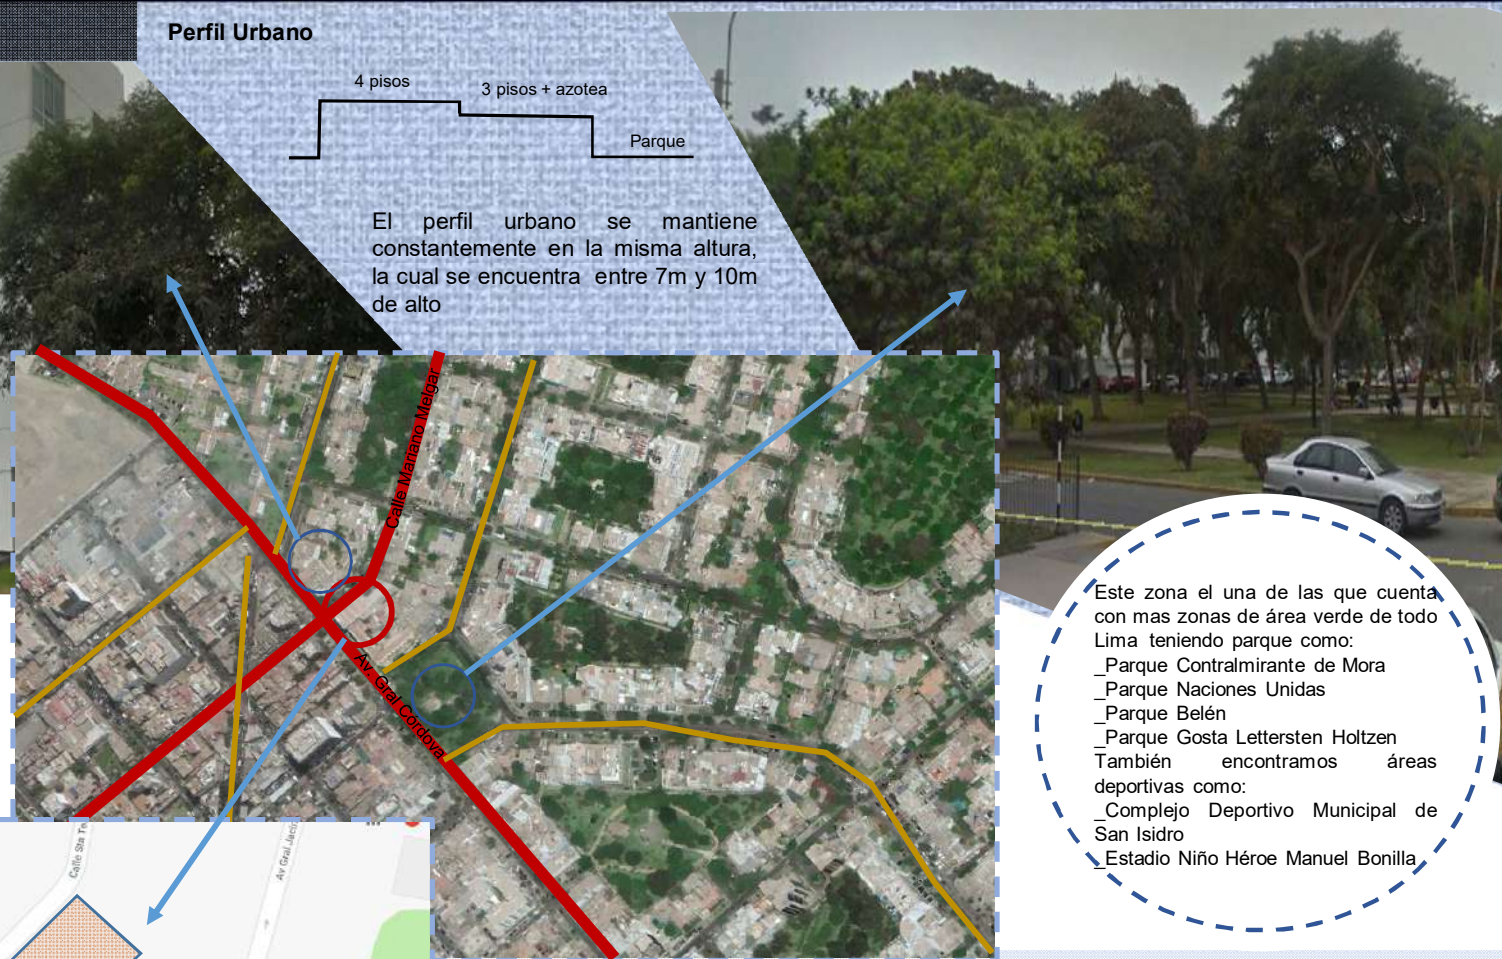 Perfil Urbano
4 pisos
3 pisos + azotea
Parque
El perfil urbano se mantiene
constantemente en la misma altura,
la cual se encuentra entre 7m y 10m
de alto
Calle Mariano Melgar
Av. Gral Córdova
Este zona el una de las que cuenta
con mas zonas de área verde de todo
Lima teniendo parque como:
_Parque Contralmirante de Mora
_Parque Naciones Unidas
_Parque Belén
_Parque Gosta Lettersten Holtzen
También encontramos áreas
deportivas como:
_Complejo Deportivo Municipal de
San Isidro
_Estadio Niño Héroe Manuel Bonilla
Calle Sta
Av Gral